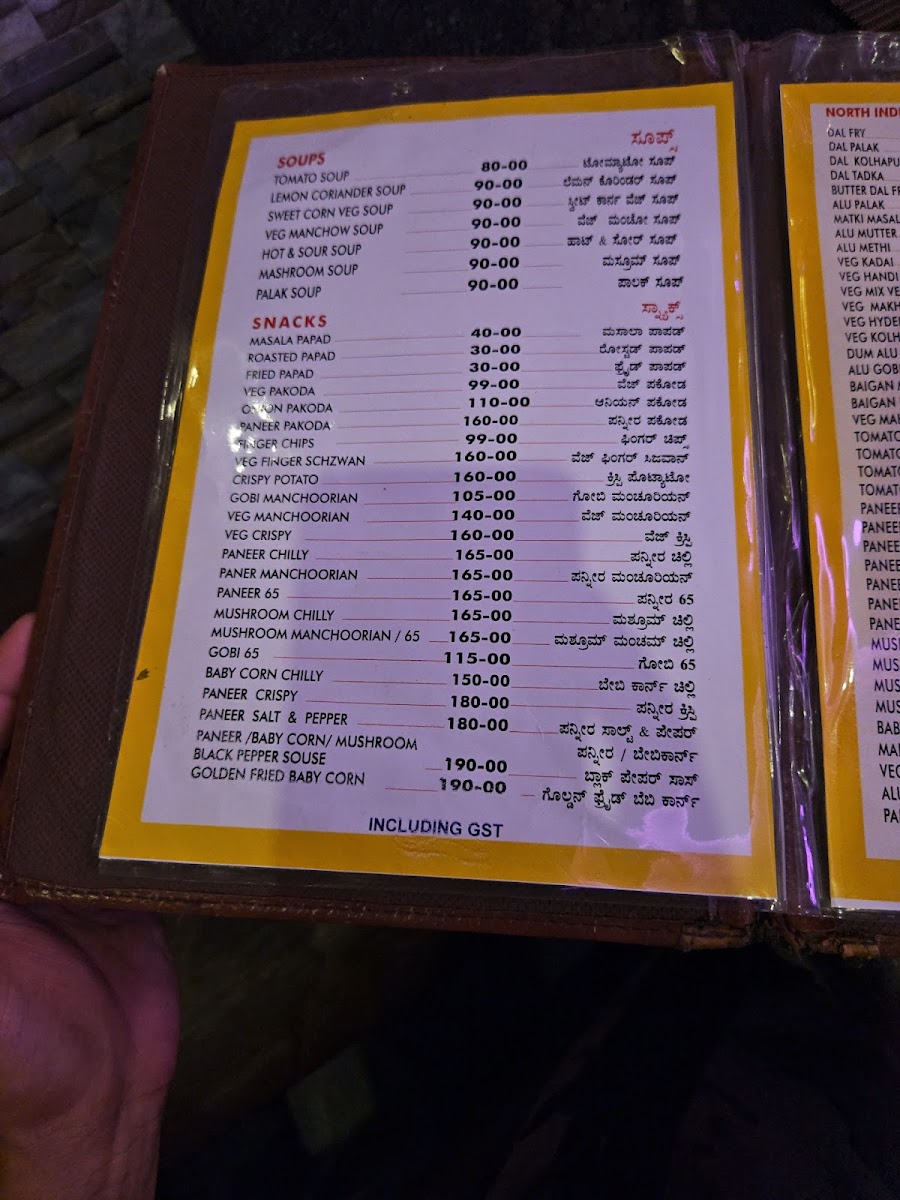 SOUPS ಸೂಪ್ಸ್
TOMATO SOUP 80-00 ಟೋಮ್ಯಾಟೋ ಸೂಪ್
LEMON CORIANDER SOUP 90-00 ಲೆಮನ್ ಕೊರಿಂಡರ್ ಸೂಪ್
SWEET CORN VEG SOUP 90-00 ಸ್ವೀಟ್ ಕಾರ್ನ ವೆಜ್ ಸೂಪ್
VEG MANCHOW SOUP 90-00 ವೆಜ್ ಮಂಚೋ ಸೂಪ್
HOT & SOUR SOUP 90-00 ಹಾಟ್ & ಸೋರ್ ಸೂಪ್
MASHROOM SOUP 90-00 ಮಸ್ರೂಮ್ ಸೂಪ್
PALAK SOUP 90-00 ಪಾಲಕ್ ಸೂಪ್
SNACKS ಸ್ನ್ಯಾಕ್ಸ್
MASALA PAPAD 40-00 ಮಸಾಲಾ ಪಾಪಡ್
ROASTED PAPAD 30-00 ರೋಸ್ಟಡ್ ಪಾಪಡ್
FRIED PAPAD 30-00 ಫ್ರೈಡ್ ಪಾಪಡ್
VEG PAKODA 99-00 ವೆಜ್ ಪಕೋಡ
ONION PAKODA 110-00 ಆನಿಯನ್ ಪಕೋಡ
PANEER PAKODA 160-00 ಪನ್ನೀರ ಪಕೋಡ
FINGER CHIPS 99-00 ಫಿಂಗರ್ ಚಿಪ್ಸ್
VEG FINGER SCHZWAN 160-00 ವೆಜ್ ಫಿಂಗರ್ ಸಿಜವಾನ್
CRISPY POTATO 160-00 ಕ್ರಿಸ್ಪಿ ಪೊಟ್ಯಾಟೋ
GOBI MANCHOORIAN 105-00 ಗೋಬಿ ಮಂಚೂರಿಯನ್
VEG MANCHOORIAN 140-00 ವೆಜ್ ಮಂಚೂರಿಯನ್
VEG CRISPY 160-00 ವೆಜ್ ಕ್ರಿಸ್ಪಿ
PANEER CHILLY 165-00 ಪನ್ನೀರ ಚಿಲ್ಲಿ
PANER MANCHOORIAN 165-00 ಪನ್ನೀರ ಮಂಚೂರಿಯನ್
PANEER 65 165-00 ಪನ್ನೀರ 65
MUSHROOM CHILLY 165-00 ಮಶ್ರೂಮ್ ಚಿಲ್ಲಿ
MUSHROOM MANCHOORIAN / 65 165-00 ಮಶ್ರೂಮ್ ಮಂಚಮ್ ಚಿಲ್ಲಿ
GOBI 65 115-00 ಗೋಬಿ 65
BABY CORN CHILLY 150-00 ಬೇಬಿ ಕಾರ್ನ್ ಚಿಲ್ಲಿ
PANEER CRISPY 180-00 ಪನ್ನೀರ ಕ್ರಿಸ್ಪಿ
PANEER SALT & PEPPER 180-00 ಪನ್ನೀರ ಸಾಲ್ಟ್ & ಪೇಪರ್
PANEER /BABY CORN/ MUSHROOM ಪನ್ನೀರ / ಬೇಬಿಕಾರ್ನ್
BLACK PEPPER SOUSE 190-00 ಬ್ಲಾಕ್ ಪೇಪರ್ ಸಾಸ್
GOLDEN FRIED BABY CORN 190-00 ಗೊಲ್ಡನ್ ಫ್ರೈಡ್ ಬೆಬಿ ಕಾರ್ನ್
INCLUDING GST
NORTH IND
DAL FRY
DAL PALAK
DAL KOLHAPU
DAL TADKA
BUTTER DAL FR
ALU PALAK
MATKI MASAL
ALU MUTTER
ALU METHI
VEG KADAI
VEG HANDI
VEG MIX VE
VEG MAKH
VEG HYDE
VEG KOLH
DUM ALU
ALU GOBI
BAIGAN
BAIGAN
VEG MA
TOMATO
TOMAT
TOMAT
TOMAT
PANEER
PANEE
PANEE
PANEE
PANE
PANE
PANE
MUS
MUS
MUS
MUS
BAB
MA
VEG
ALU
PA